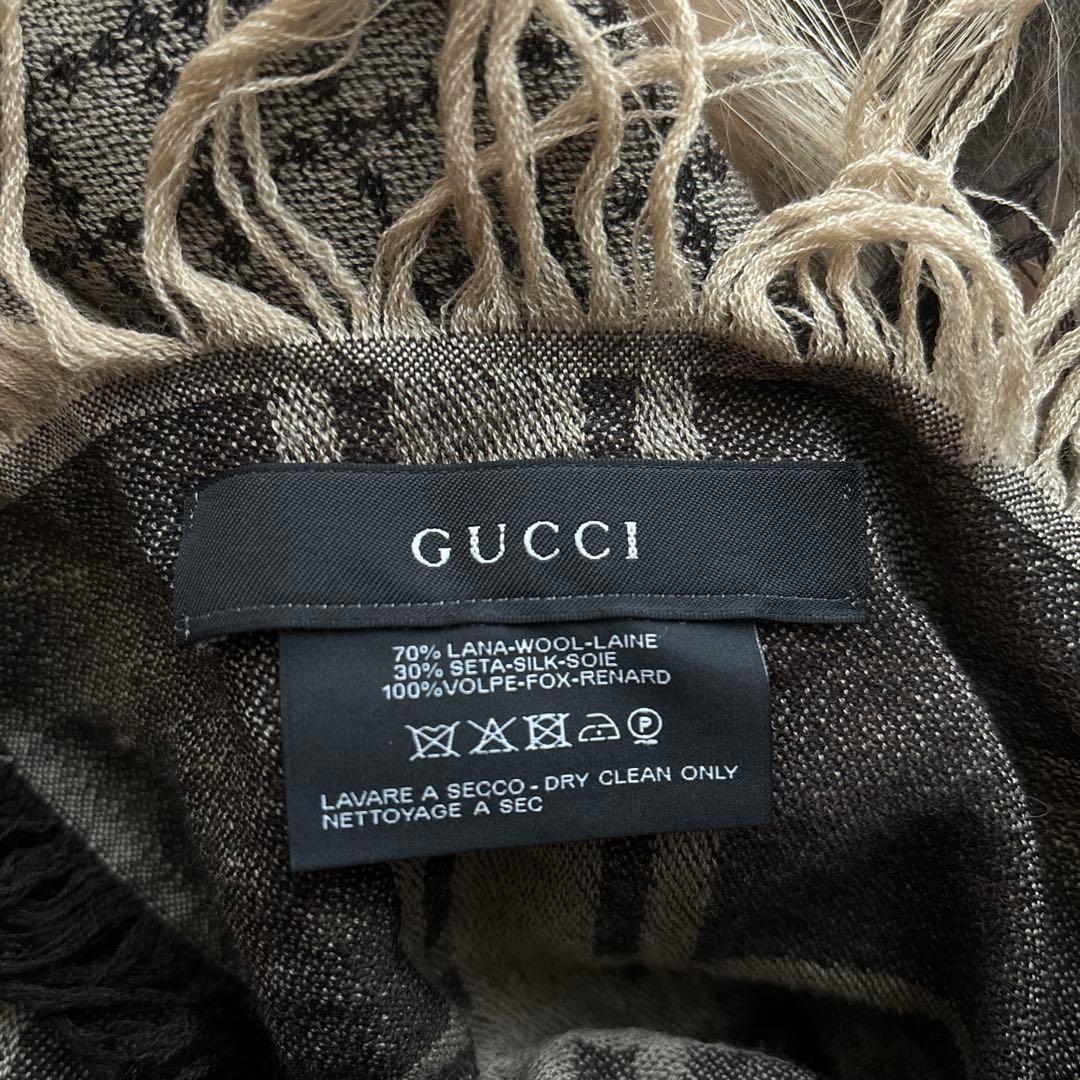 GUCCI
70% LANA-WOOL-LAINE
30% SETA-SILK-SOIE
100%VOLPE-FOX-RENARD
P
LAVARE A SECCO - DRY CLEAN ONLY
NETTOYAGE A SEC